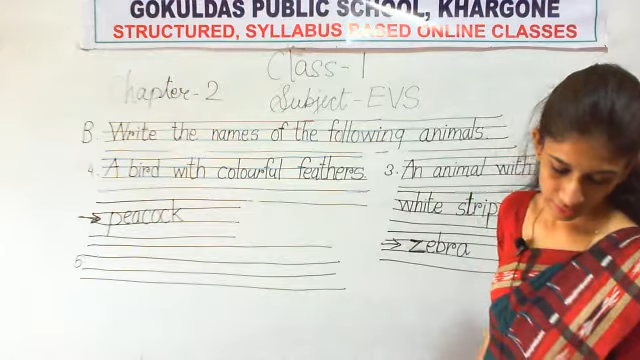 GOKULDAS PUBLIC SCHOOL, KHARGONE
STRUCTURED, SYLLABUS BASED ONLINE CLASSES
Class-1
Chapter-2
Subject-EVS
B Write the names of the following animals.
4. A bird with colourful feathers.
→ peacock
5.
3. An animal with
white strip
→ zebra